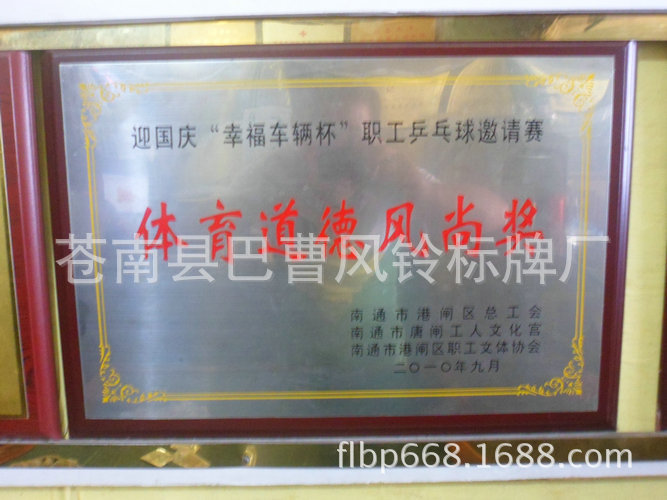 迎国庆“幸福车辆杯”职工乒乓球邀请赛
体育道德风尚奖
苍南县巴曹风铃标牌厂
南通市港闸区总工会
南通市唐闸工人文化宫
南通市港闸区职工文体协会
二〇一〇年九月
flbp668.1688.com